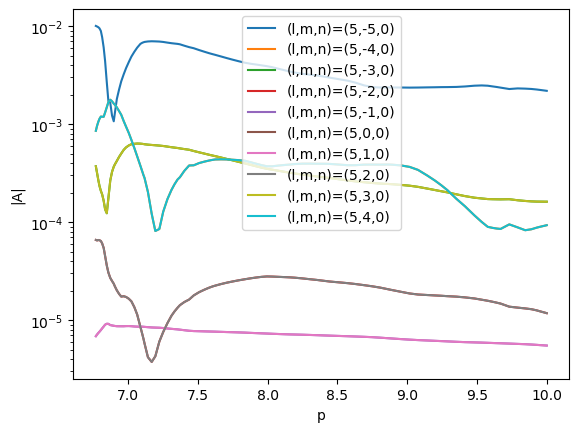 (l,m,n)=(5,-5,0)
(l,m,n)=(5,-4,0)
(l,m,n)=(5,-3,0)
(l,m,n)=(5,-2,0)
(l,m,n)=(5,-1,0)
(l,m,n)=(5,0,0)
(l,m,n)=(5,1,0)
(l,m,n)=(5,2,0)
(l,m,n)=(5,3,0)
(l,m,n)=(5,4,0)
10⁻²
10⁻³
10⁻⁴
10⁻⁵
|A|
7.0 7.5 8.0 8.5 9.0 9.5 10.0
p